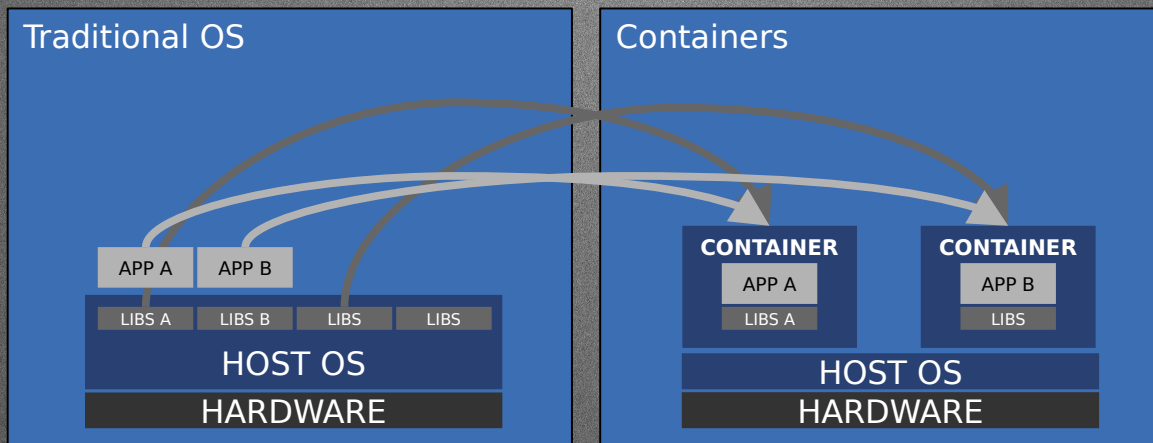 Traditional OS
APP A
APP B
LIBS A
LIBS B
LIBS
LIBS
HOST OS
HARDWARE
Containers
CONTAINER
APP A
LIBS A
CONTAINER
APP B
LIBS
HOST OS
HARDWARE